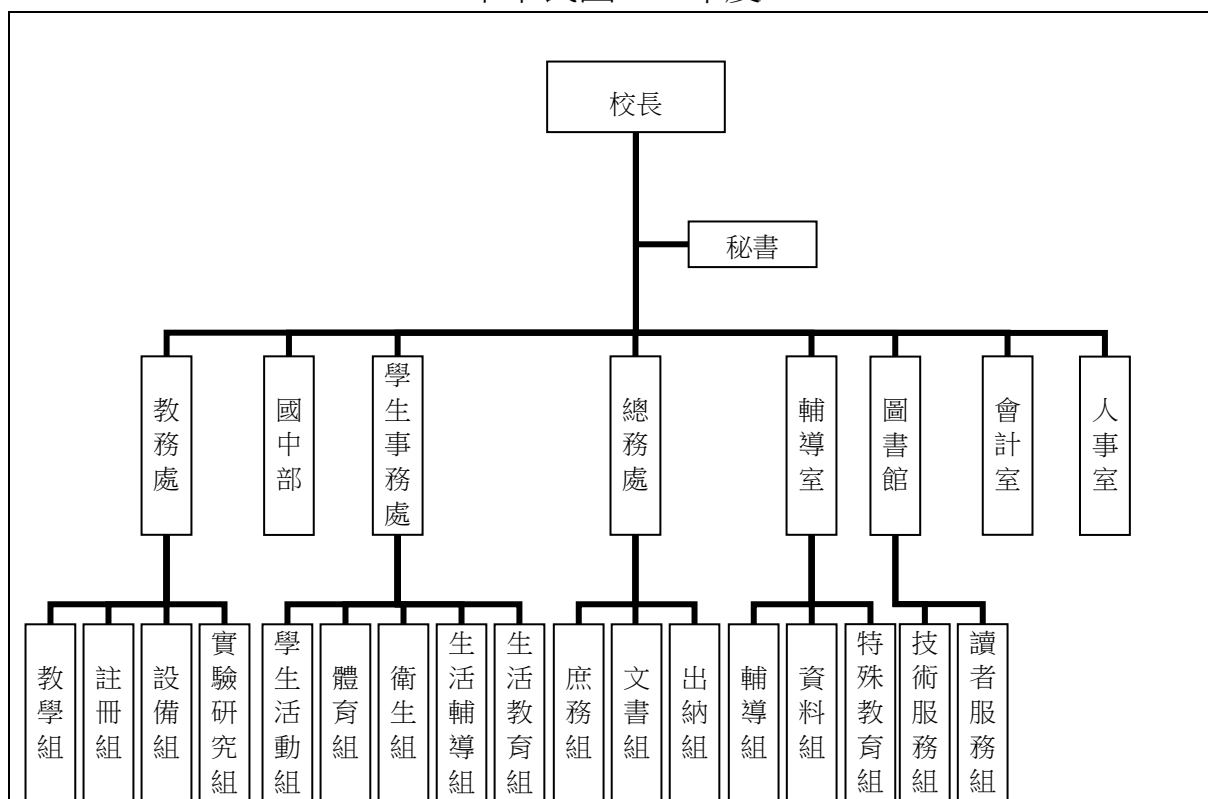 校長
秘書
教務處
國中部
學生事務處
總務處
輔導室
圖書館
會計室
人事室
教學組
註冊組
設備組
實驗研究組
學生活動組
體育組
衛生組
生活輔導組
生活教育組
庶務組
文書組
出納組
輔導組
資料組
特殊教育組
技術服務組
讀者服務組